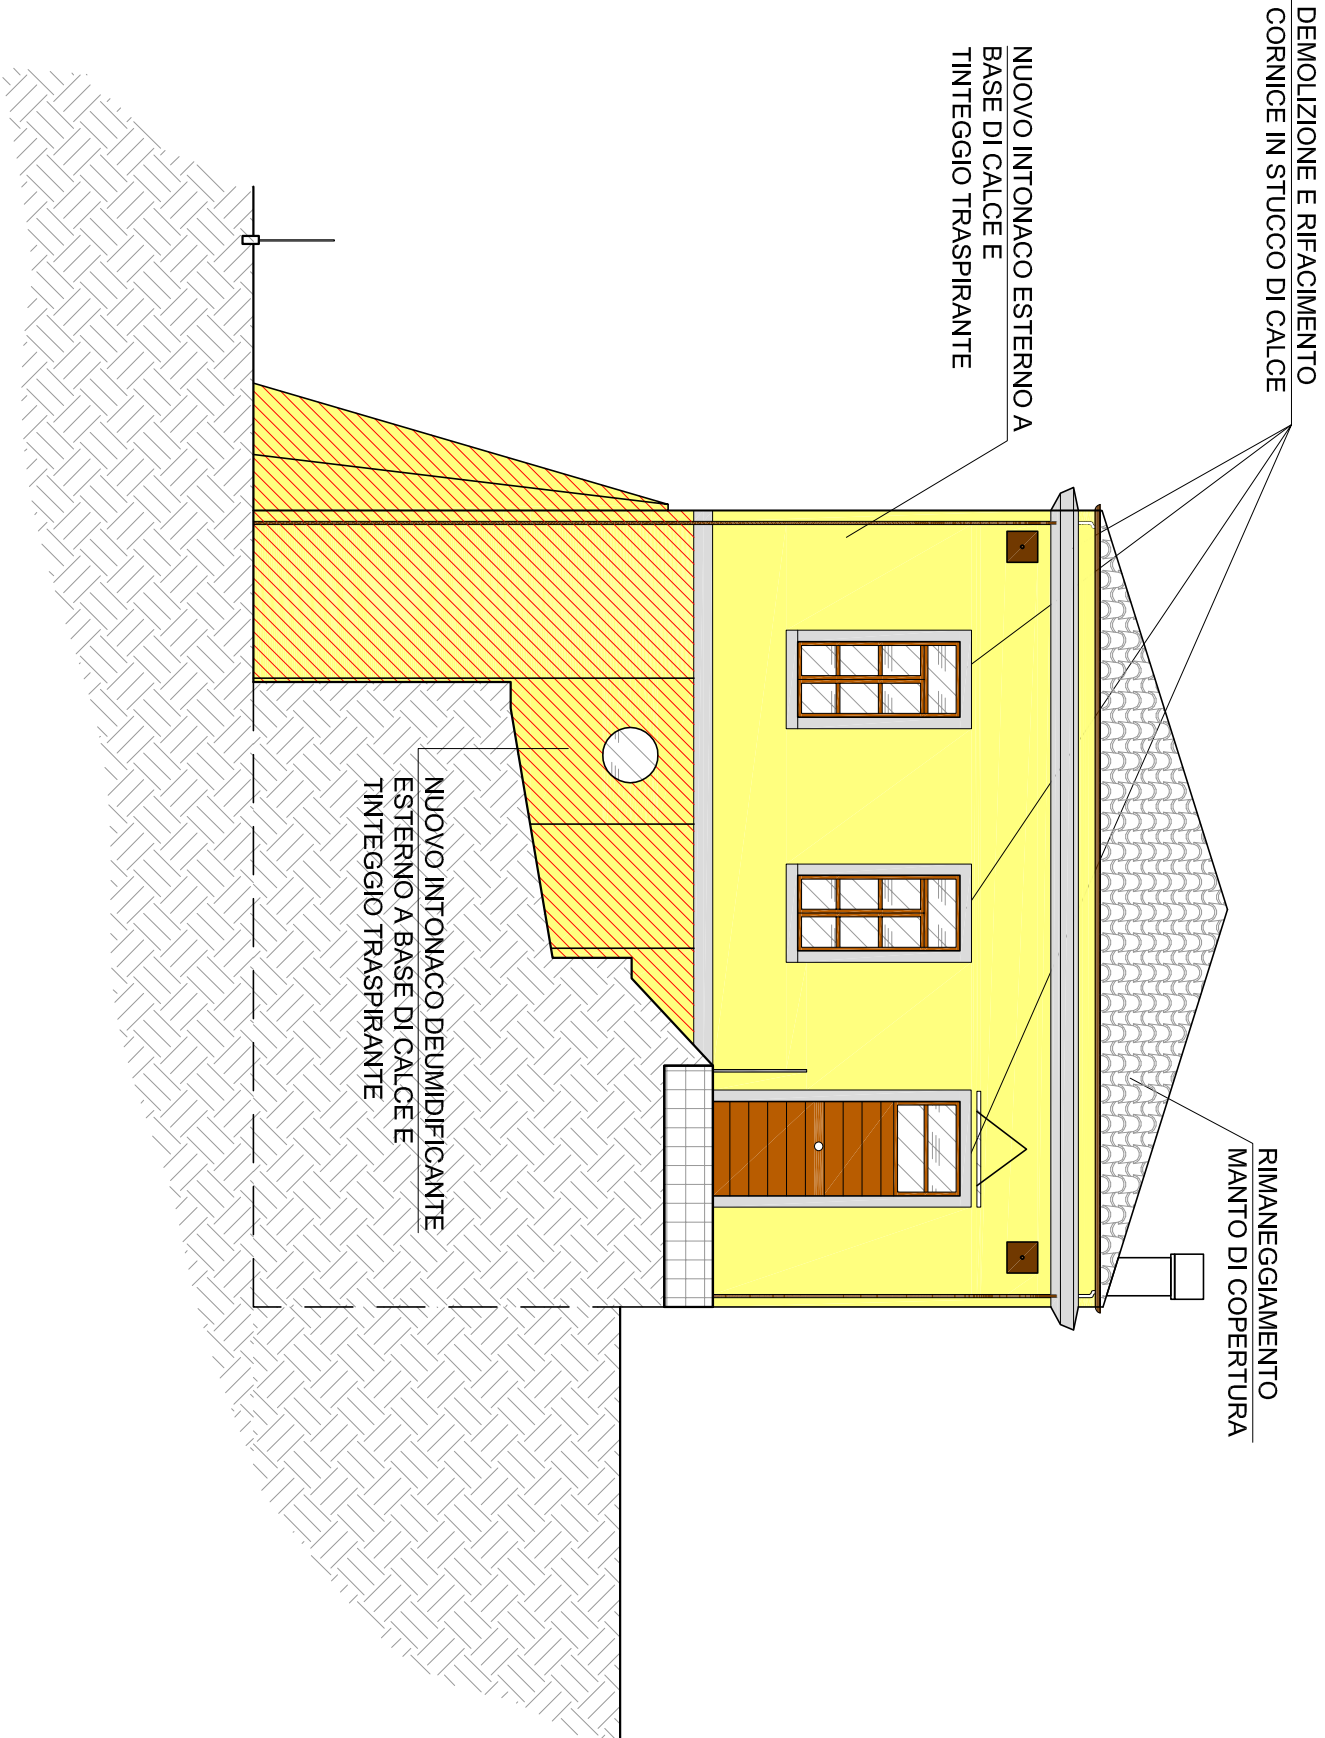 DEMOLIZIONE E RIFACIMENTO
CORNICE IN STUCCO DI CALCE
NUOVO INTONACO ESTERNO A
BASE DI CALCE E
TINTEGGIO TRASPIRANTE
RIMANEGGIAMENTO
MANTO DI COPERTURA
NUOVO INTONACO DEUMIDIFICANTE
ESTERNO A BASE DI CALCE E
TINTEGGIO TRASPIRANTE